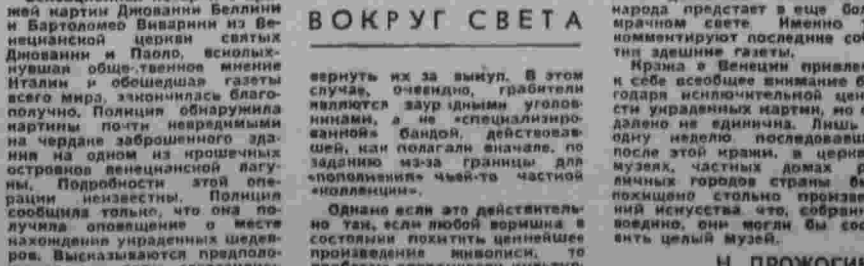 жей картин Джованни Беллини
и Бартоломео Виварини из Ве-
нецианской церкви святых
Джованни и Паоло, всколых-
нувшая обще-твенное мнение
Италии и обошедшая газеты
всего мира, закончилась благо-
получно. Полиция обнаружила
картины почти невредимыми
на чердаке заброшенного зда-
ния на одном из крошечных
островков венецианской лагу-
ны. Подробности этой опе-
рации неизвестны. Полиция
сообщила только, что она по-
лучила оповещение о месте
нахождения украденных шедев-
ров. Высказываются предполо-
ВОКРУГ СВЕТА
вернуть их за выкуп. В этом
случае, очевидно, грабители
являются заурядными уголов-
никами, а не «специализиро-
ванной» бандой, действовав-
шей, как полагали вначале, по
заданию из-за границы для
«пополнения» чьей-то частной
«коллекции».
Однако если это действитель-
но так, если любой воришка в
состоянии похитить ценнейшее
произведение живописи, то
народа предстает в еще бол
мрачном свете. Именно
комментируют последние со
тия здешние газеты.
Кража в Венеции привле
к себе всеобщее внимание б
годаря исключительной цен
сти украденных картин, но
далеко не единична. Лишь
одну неделю, последовавш
после этой кражи, в церк
музеях, частных домах р
личных городов страны б
похищено столько произве
ний искусства, что, собран
воедино, они могли бы сос
вить целый музей.
Н. ПРОЖОГИ